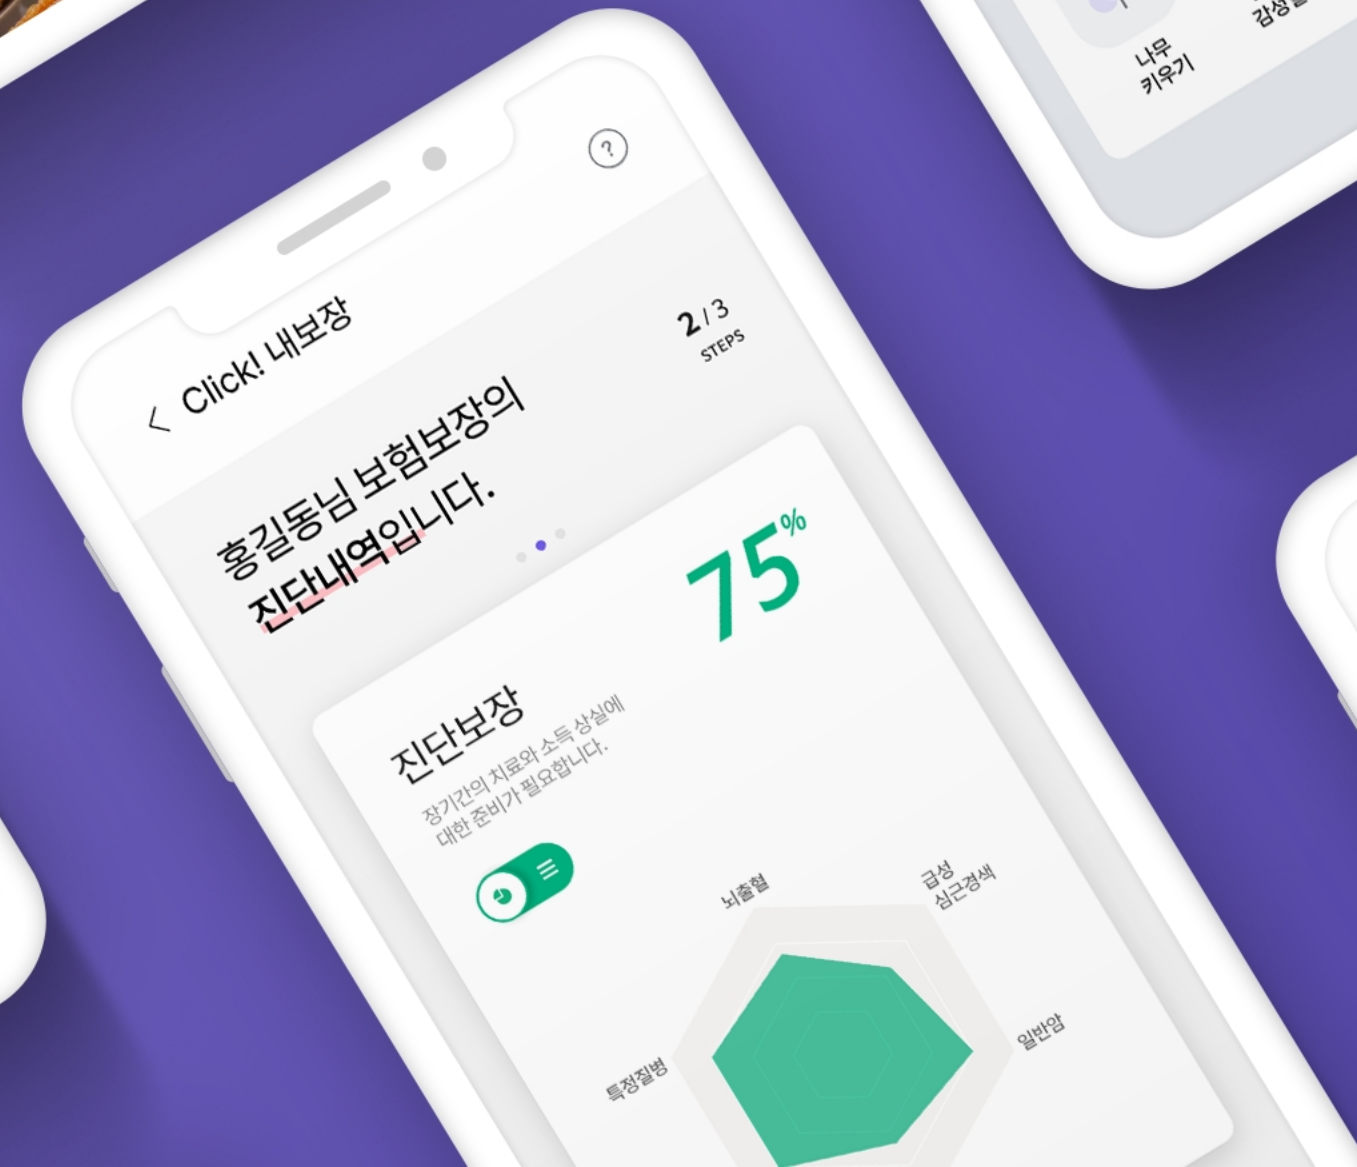 Click! 내보장
2 / 3
STEPS
홍길동님 보험보장의
진단내역입니다.
75%
진단보장
장기간의 치료와 소득 상실에
대한 준비가 필요합니다.
뇌출혈
급성
심근경색
일반암
특정질병
나무
키우기